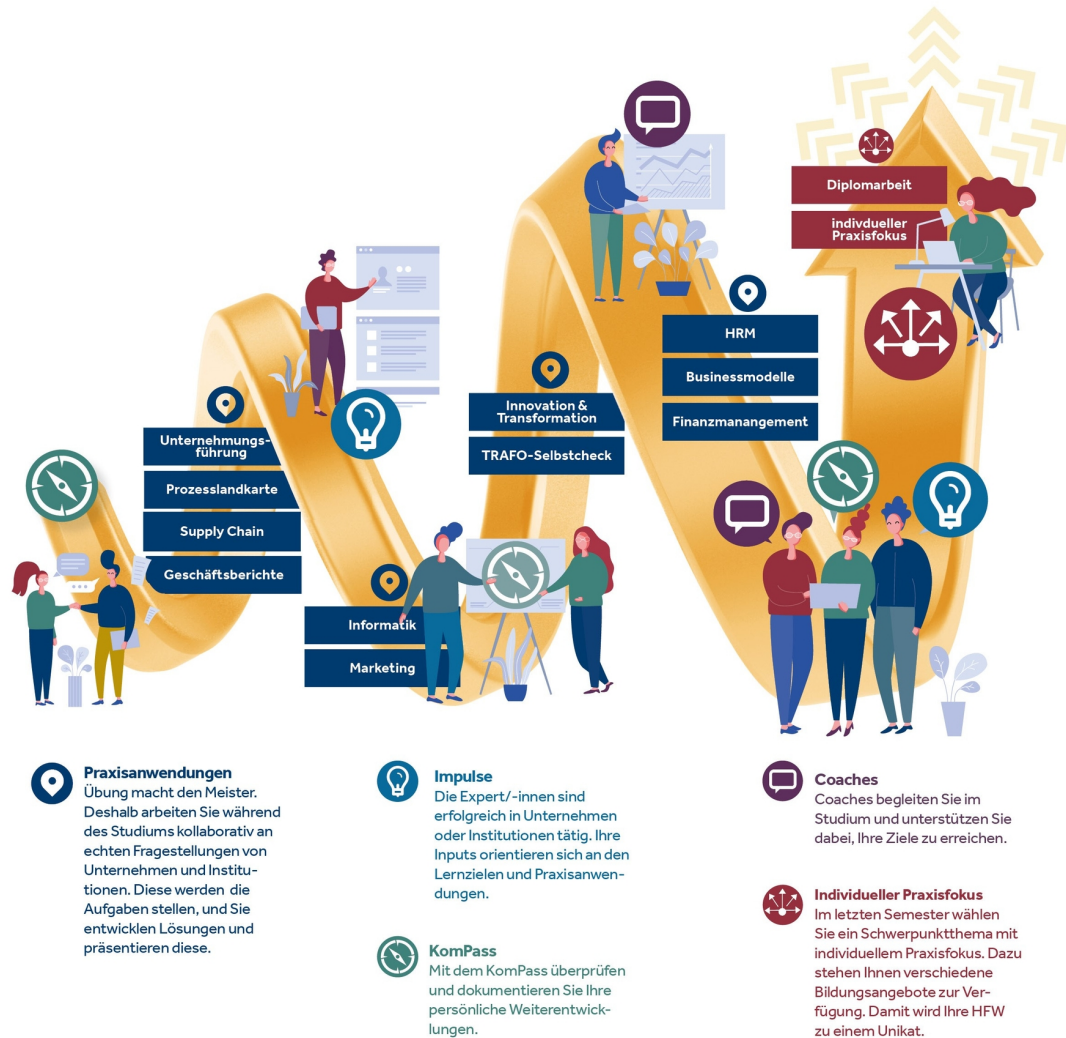 Diplomarbeit
indivdueller
Praxisfokus
HRM
Businessmodelle
Finanzmanangement
Innovation &
Transformation
TRAFO-Selbstcheck
Unternehmungs-
führung
Prozesslandkarte
Supply Chain
Geschäftsberichte
Informatik
Marketing
Praxisanwendungen
Übung macht den Meister.
Deshalb arbeiten Sie während
des Studiums kollaborativ an
echten Fragestellungen von
Unternehmen und Institu-
tionen. Diese werden die
Aufgaben stellen, und Sie
entwicklen Lösungen und
präsentieren diese.
Impulse
Die Expert/-innen sind
erfolgreich in Unternehmen
oder Institutionen tätig. Ihre
Inputs orientieren sich an den
Lernzielen und Praxisanwen-
dungen.
KomPass
Mit dem KomPass überprüfen
und dokumentieren Sie Ihre
persönliche Weiterentwick-
lungen.
Coaches
Coaches begleiten Sie im
Studium und unterstützen Sie
dabei, Ihre Ziele zu erreichen.
Individueller Praxisfokus
Im letzten Semester wählen
Sie ein Schwerpunktthema mit
individuellem Praxisfokus. Dazu
stehen Ihnen verschiedene
Bildungsangebote zur Ver-
fügung. Damit wird Ihre HFW
zu einem Unikat.